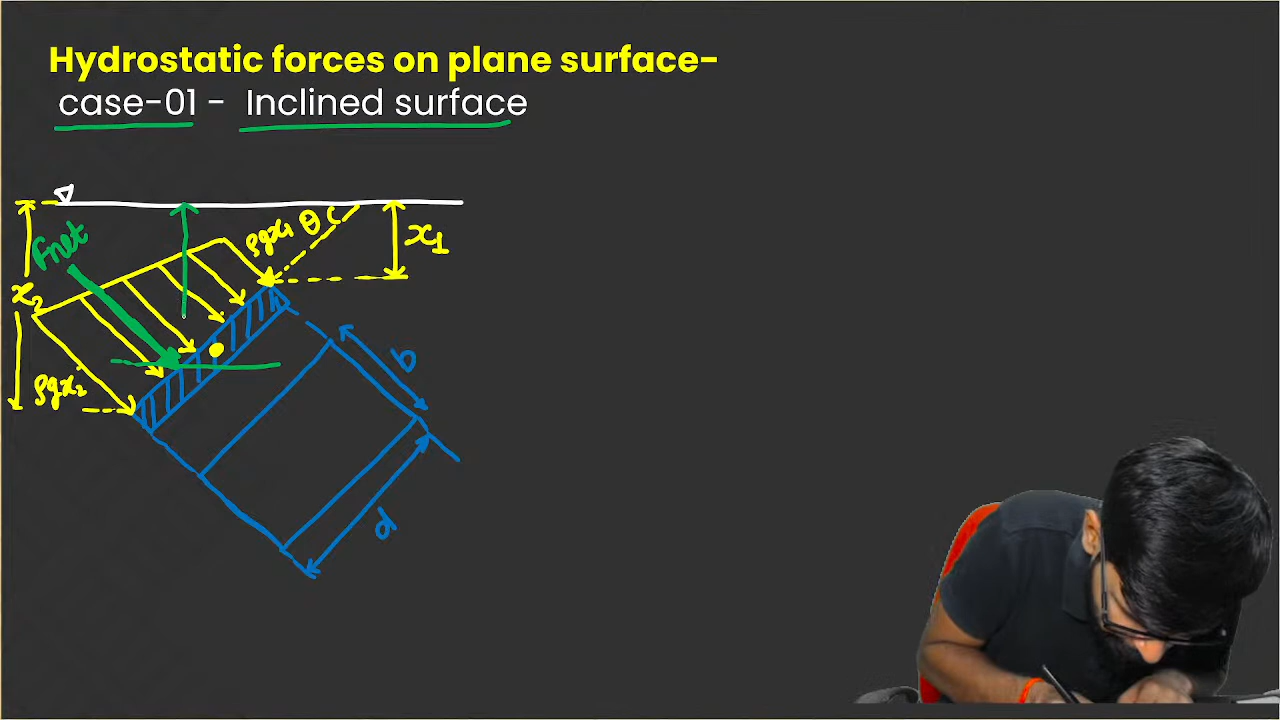 Hydrostatic forces on plane surface-
case-01 - Inclined surface
Fnet
ρgx₁
θ
x₁
x₂
ρgx₂
b
d